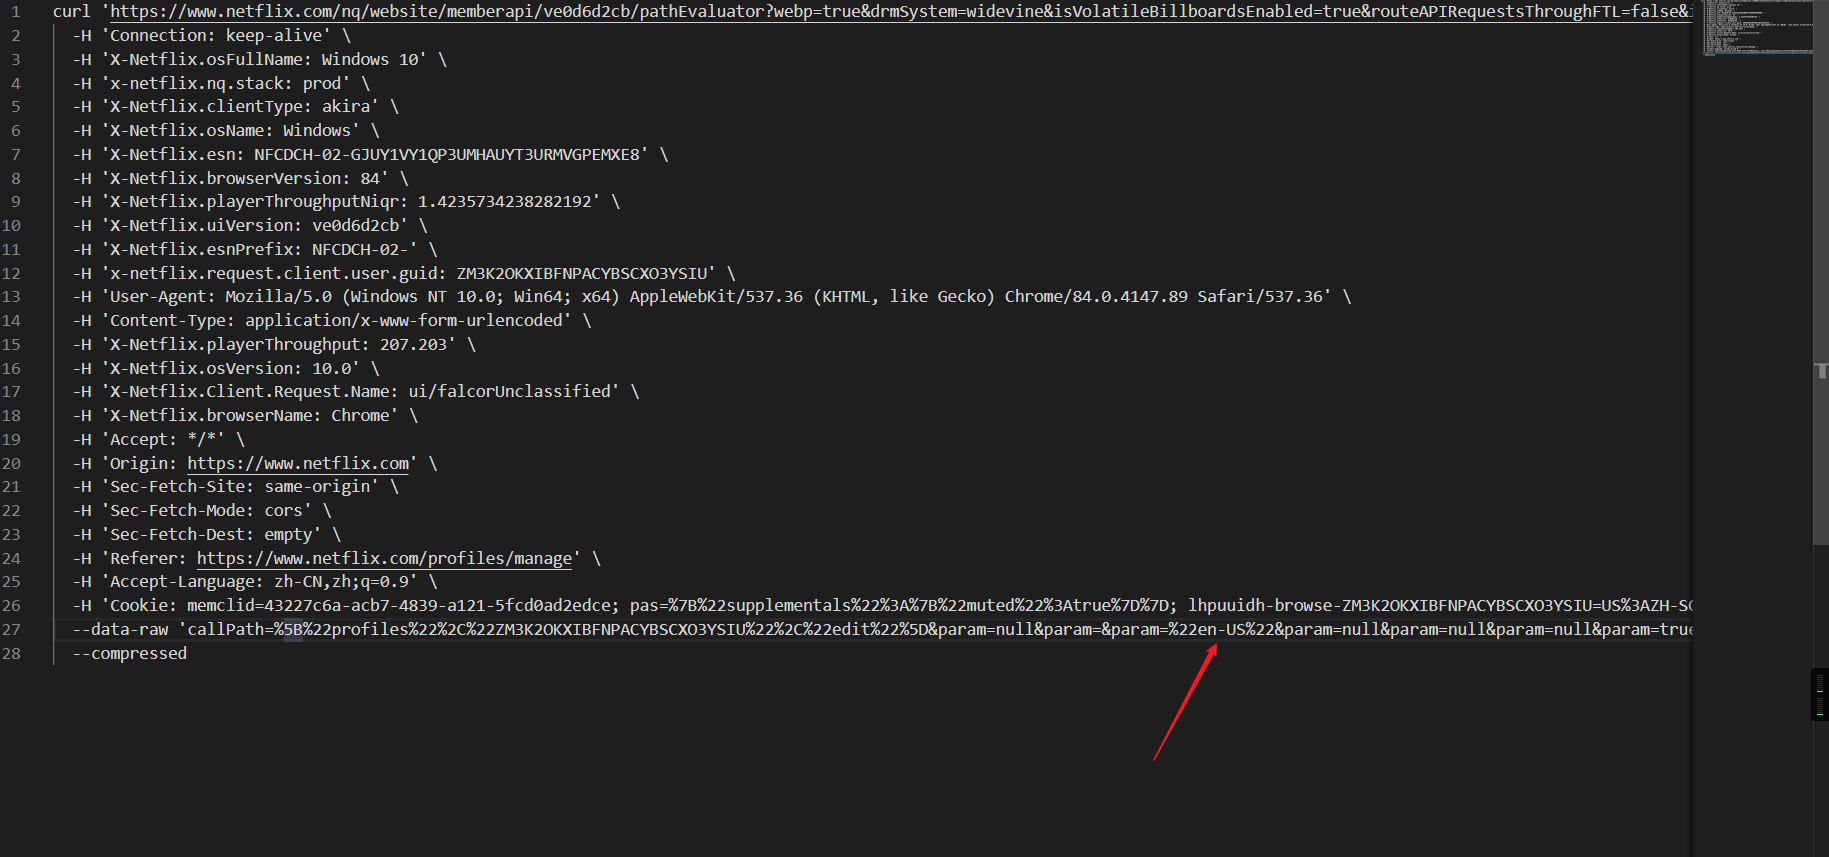 1 curl 'https://www.netflix.com/nq/website/memberapi/ve0d6d2cb/pathEvaluator?webp=true&drmSystem=widevine&isVolatileBillboardsEnabled=true&routeAPIRequestsThroughFTL=false&i
2 -H 'Connection: keep-alive' \
3 -H 'X-Netflix.osFullName: Windows 10' \
4 -H 'x-netflix.nq.stack: prod' \
5 -H 'X-Netflix.clientType: akira' \
6 -H 'X-Netflix.osName: Windows' \
7 -H 'X-Netflix.esn: NFCDCH-02-GJUY1VY1QP3UMHAUYT3URMVGPEMXE8' \
8 -H 'x-Netflix.browserVersion: 84' \
9 -H 'X-Netflix.playerThroughputNiqr: 1.4235734238282192' \
10 -H 'X-Netflix.uiVersion: ve0d6d2cb' \
11 -H 'X-Netflix.esnPrefix: NFCDCH-02-' \
12 -H 'x-netflix.request.client.user.guid: ZM3K2OKXIBFNPACYBSCXO3YSIU' \
13 -H 'User-Agent: Mozilla/5.0 (Windows NT 10.0; Win64; x64) AppleWebKit/537.36 (KHTML, like Gecko) Chrome/84.0.4147.89 Safari/537.36' \
14 -H 'Content-Type: application/x-www-form-urlencoded' \
15 -H 'X-Netflix.playerThroughput: 207.203' \
16 -H 'X-Netflix.osVersion: 10.0' \
17 -H 'X-Netflix.Client.Request.Name: ui/falcorUnclassified' \
18 -H 'X-Netflix.browserName: Chrome' \
19 -H 'Accept: */*' \
20 -H 'Origin: https://www.netflix.com' \
21 -H 'Sec-Fetch-Site: same-origin' \
22 -H 'Sec-Fetch-Mode: cors' \
23 -H 'Sec-Fetch-Dest: empty' \
24 -H 'Referer: https://www.netflix.com/profiles/manage' \
25 -H 'Accept-Language: zh-CN,zh;q=0.9' \
26 -H 'Cookie: memclid=43227c6a-acb7-4839-a121-5fcd0ad2edce; pas=%7B%22supplementals%22%3A%7B%22muted%22%3Atrue%7D%7D; lhpuuidh-browse-ZM3K2OKXIBFNPACYBSCXO3YSIU=US%3AZH-SC
27 --data-raw 'callPath=%5B%22profiles%22%2C%22ZM3K2OKXIBFNPACYBSCXO3YSIU%22%2C%22edit%22%5D&param=null&param=&param=%22en-US%22&param=null&param=null&param=null&param=true
28 --compressed